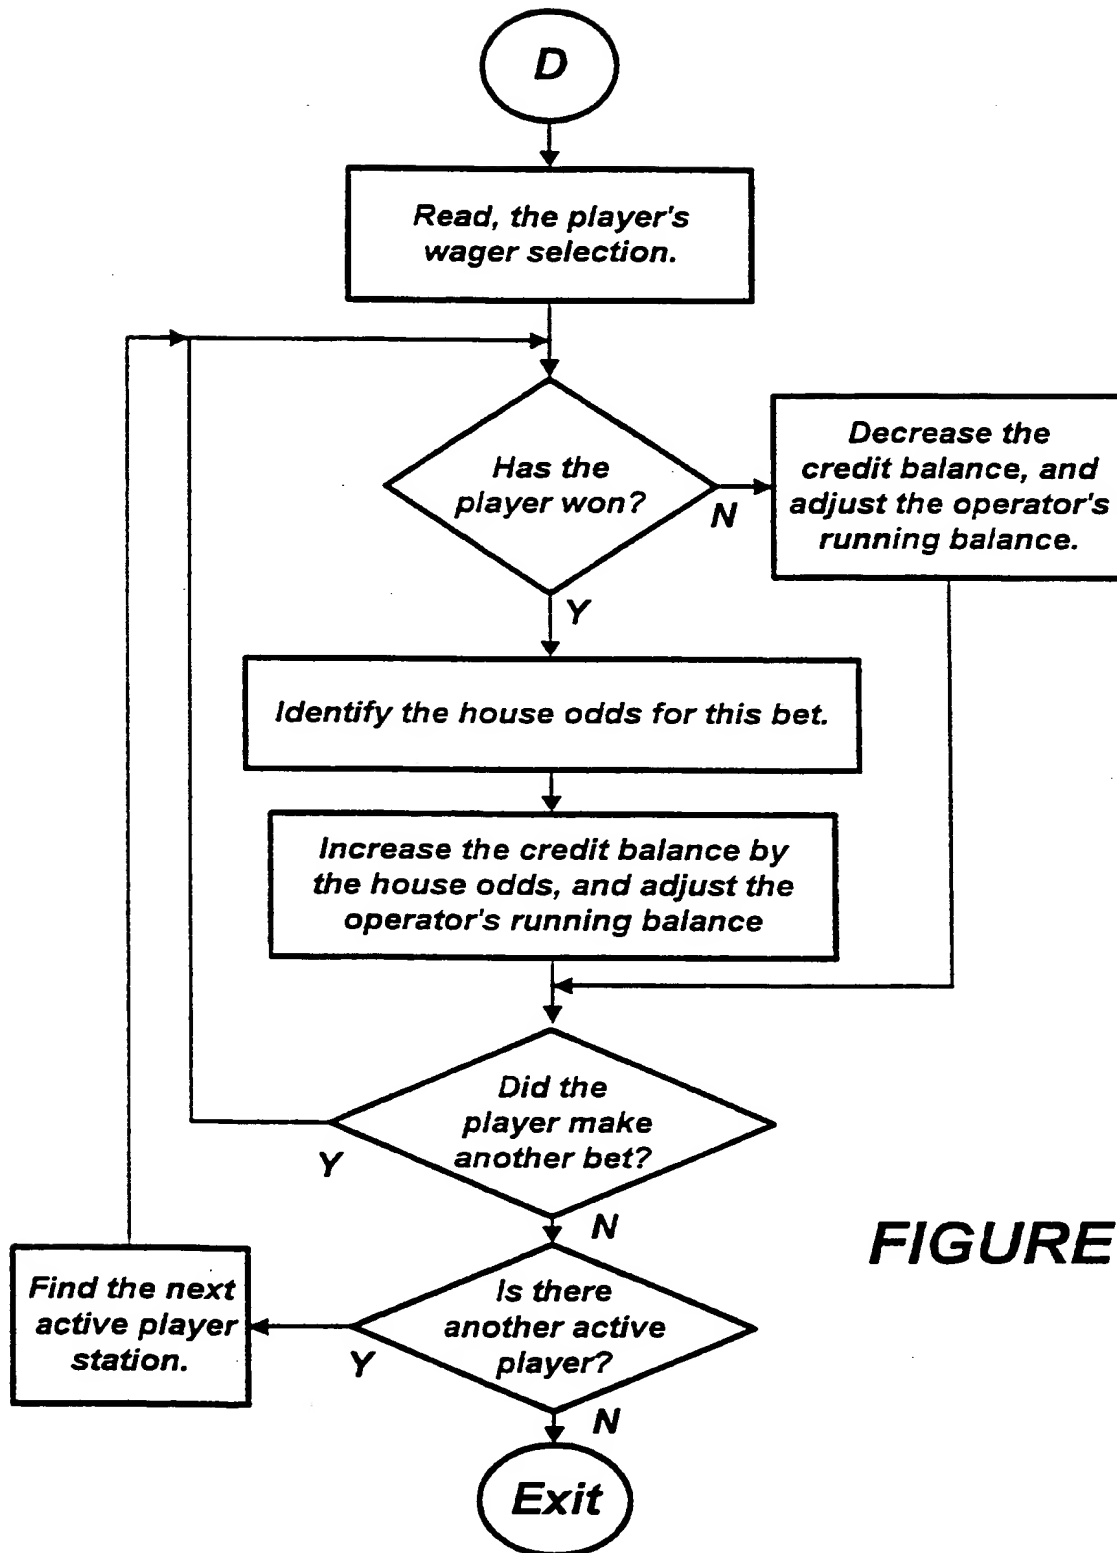 D
Read, the player's
wager selection.
Has the
player won?
N
Decrease the
credit balance, and
adjust the operator's
running balance.
Y
Identify the house odds for this bet.
Increase the credit balance by
the house odds, and adjust the
operator's running balance
Did the
player make
another bet?
Y
N
FIGURE
Find the next
active player
station.
Is there
another active
player?
Y
N
Exit